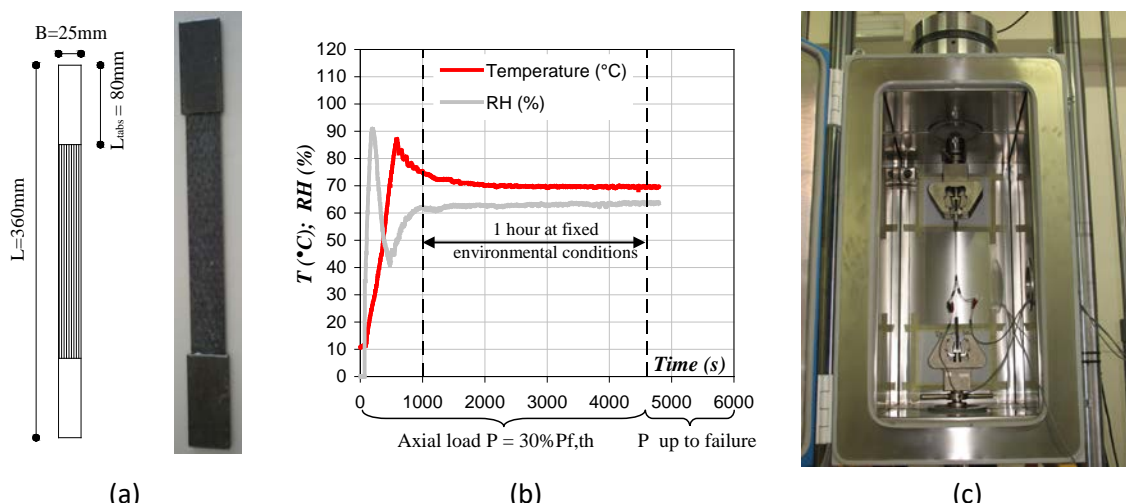 B=25mm
Ltabs = 80mm
L=360mm
(a)
T (°C); RH (%)
120
110
100
90
80
70
60
50
40
30
20
10
0
Temperature (°C)
RH (%)
1 hour at fixed
environmental conditions
Time (s)
0 1000 2000 3000 4000 5000 6000
Axial load P = 30%Pf,th
P up to failure
(b)
(c)